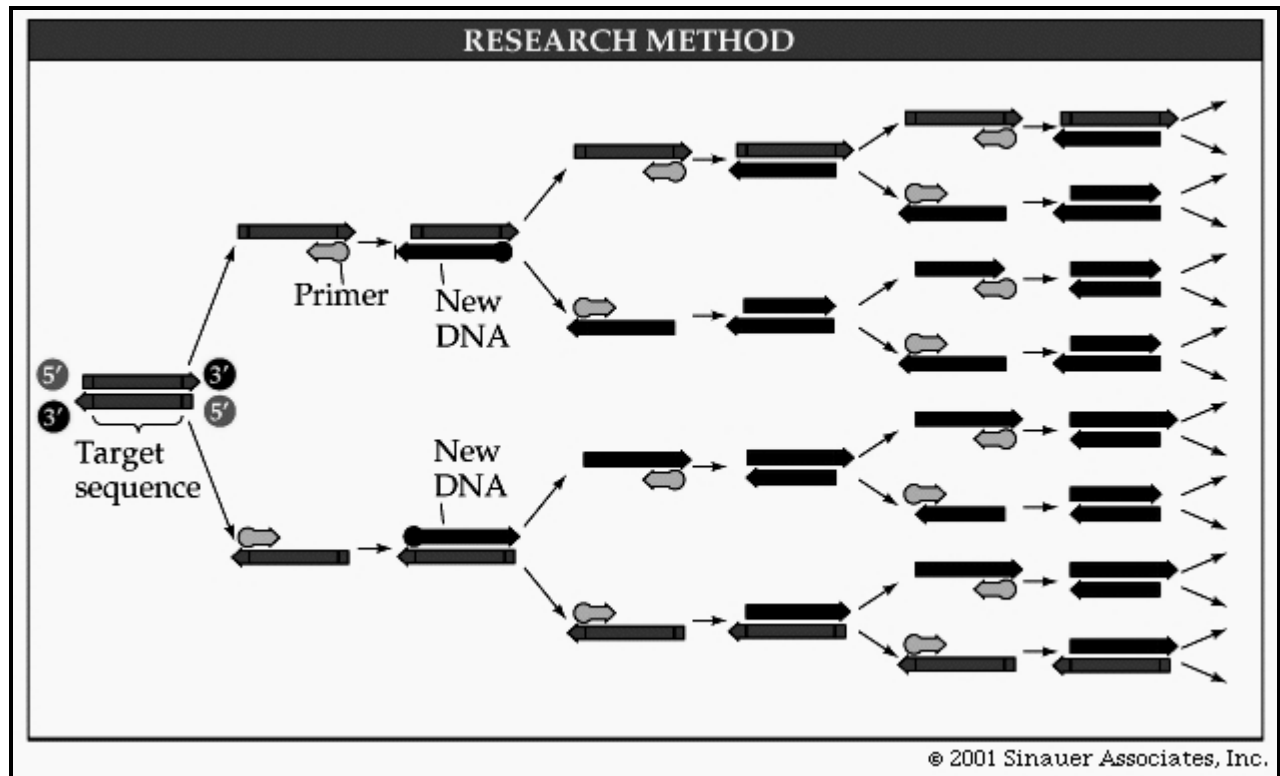 RESEARCH METHOD
Primer
New
DNA
5′
3′
3′
5′
Target
sequence
New
DNA
© 2001 Sinauer Associates, Inc.